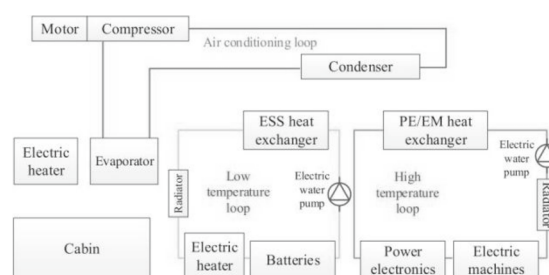 Motor Compressor
Air conditioning loop
Condenser
ESS heat
exchanger
PE/EM heat
exchanger
Electric
water
pump
Electric
heater
Evaporator
Radiator
Low
temperature
loop
Electric
water
pump
High
temperature
loop
Radiator
Cabin
Electric
heater
Batteries
Power
electronics
Electric
machines